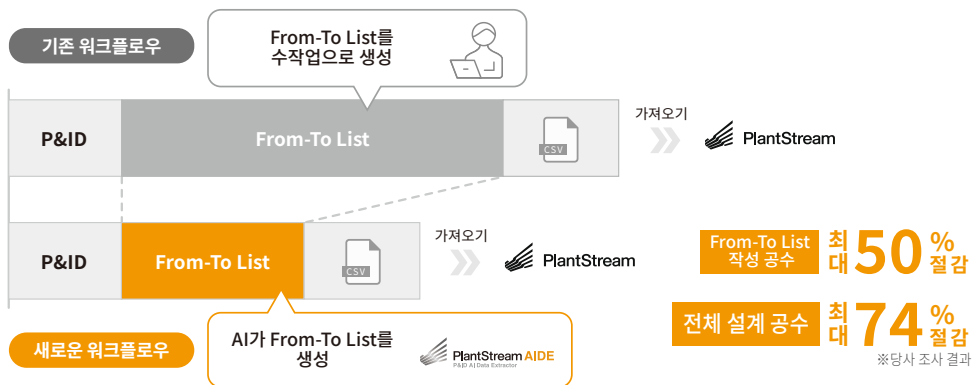 기존 워크플로우
From-To List를
수작업으로 생성
P&ID
From-To List
CSV
가져오기
PlantStream
P&ID
From-To List
CSV
가져오기
PlantStream
From-To List
작성 공수
최대 50% 절감
전체 설계 공수
최대 74% 절감
※당사 조사 결과
새로운 워크플로우
AI가 From-To List를
생성
PlantStream AIDE
P&ID AI Data Extractor